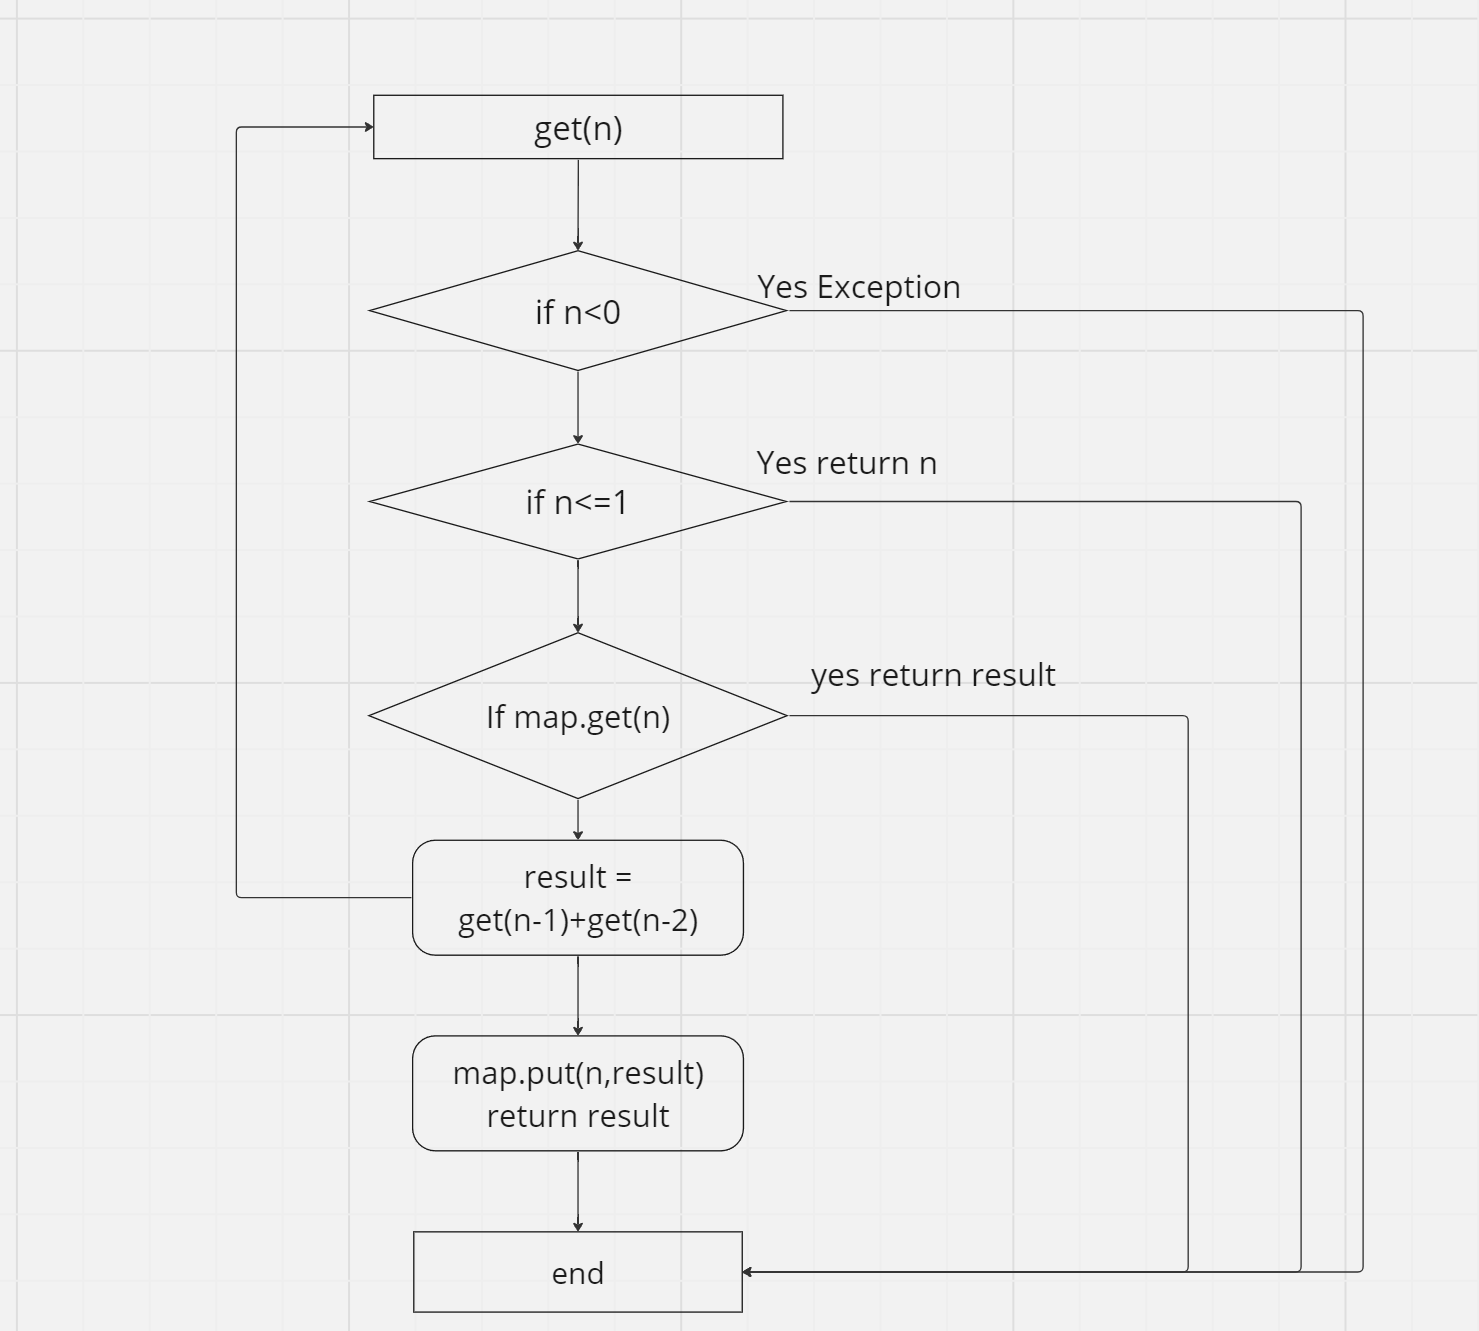 get(n)
Yes Exception
if n<0
Yes return n
if n<=1
yes return result
If map.get(n)
result =
get(n-1)+get(n-2)
map.put(n,result)
return result
end